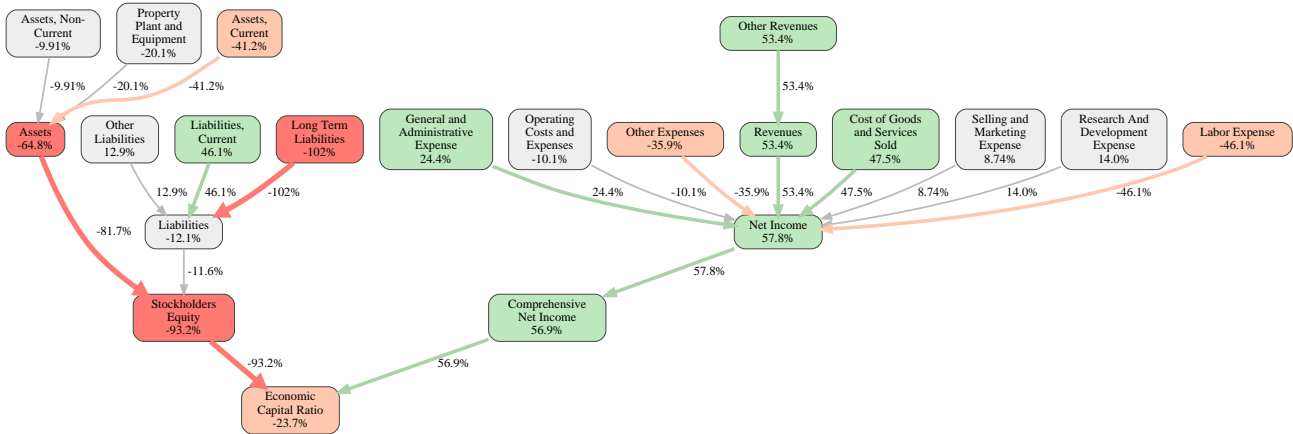 Assets, Non-
Current
-9.91%
Property
Plant and
Equipment
-20.1%
Assets,
Current
-41.2%
Other Revenues
53.4%
-9.91%
-20.1%
-41.2%
53.4%
Assets
-64.8%
Other
Liabilities
12.9%
Liabilities,
Current
46.1%
Long Term
Liabilities
-102%
General and
Administrative
Expense
24.4%
Operating
Costs and
Expenses
-10.1%
Other Expenses
-35.9%
Revenues
53.4%
Cost of Goods
and Services
Sold
47.5%
Selling and
Marketing
Expense
8.74%
Research And
Development
Expense
14.0%
Labor Expense
-46.1%
12.9%
46.1%
-102%
24.4%
-10.1%
-35.9%
53.4%
47.5%
8.74%
14.0%
-46.1%
-81.7%
Liabilities
-12.1%
Net Income
57.8%
-11.6%
57.8%
Stockholders
Equity
-93.2%
Comprehensive
Net Income
56.9%
-93.2%
56.9%
Economic
Capital Ratio
-23.7%